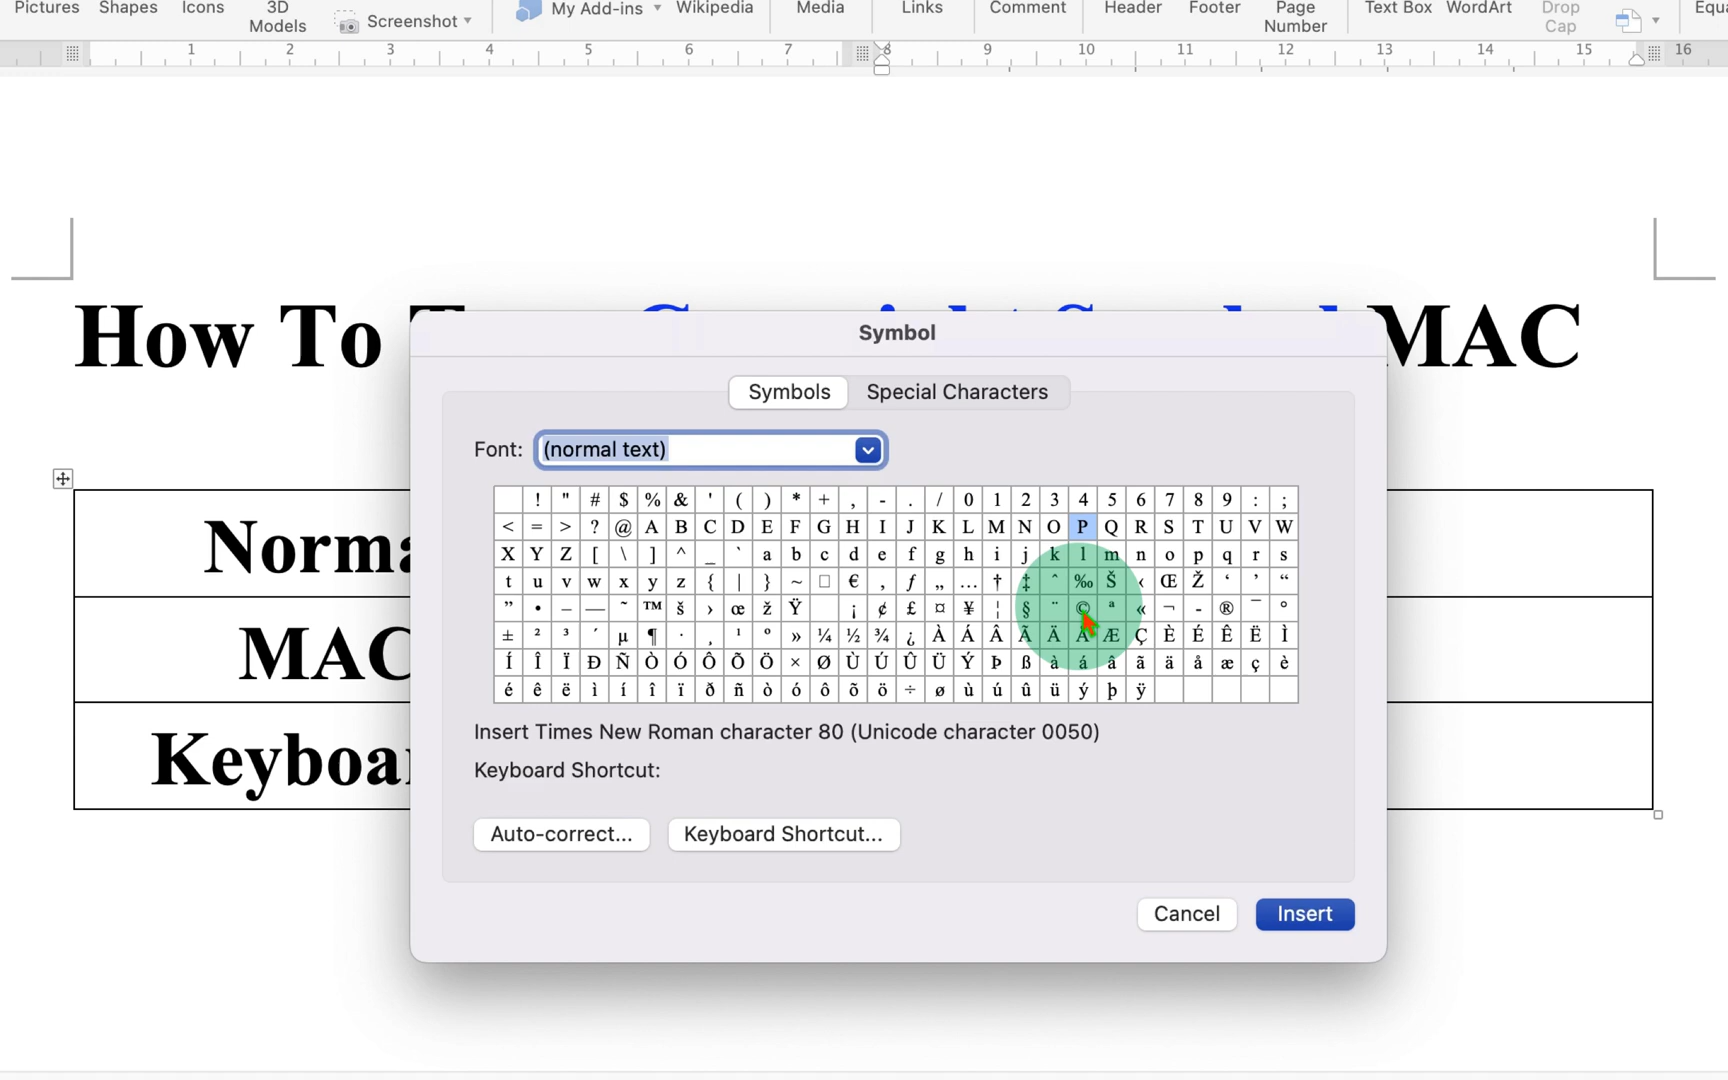 Pictures Shapes Icons 3D Models Screenshot My Add-ins Wikipedia Media Links Comment Header Footer Page Number Text Box WordArt Drop Cap
1 2 3 4 5 6 7 8 9 10 11 12 13 14 15 16
How To MAC
Symbol
Symbols Special Characters
Font: (normal text)
! " # $ % & ' ( ) * + , - . / 0 1 2 3 4 5 6 7 8 9 : ;
< = > ? @ A B C D E F G H I J K L M N O P Q R S T U V W
X Y Z [ \ ] ^ _ ` a b c d e f g h i j k l m n o p q r s
t u v w x y z { | } ~ □ € ‚ ƒ „ … † ‡ ˆ ‰ Š ‹ Œ Ž ‘ ’ “
” • – — ˜ ™ š › œ ž Ÿ ¡ ¢ £ ¤ ¥ ¦ § ¨ © ª « ¬ - ® ¯ °
± ² ³ ´ µ ¶ · ¸ ¹ º » ¼ ½ ¾ ¿ À Á Â Ã Ä Å Æ Ç È É Ê Ë Ì
Í Î Ï Ð Ñ Ò Ó Ô Õ Ö × Ø Ù Ú Û Ü Ý Þ ß à á â ã ä å æ ç è
é ê ë ì í î ï ð ñ ò ó ô õ ö ÷ ø ù ú û ü ý þ ÿ
Insert Times New Roman character 80 (Unicode character 0050)
Keyboard Shortcut:
Auto-correct... Keyboard Shortcut...
Cancel Insert
MAC